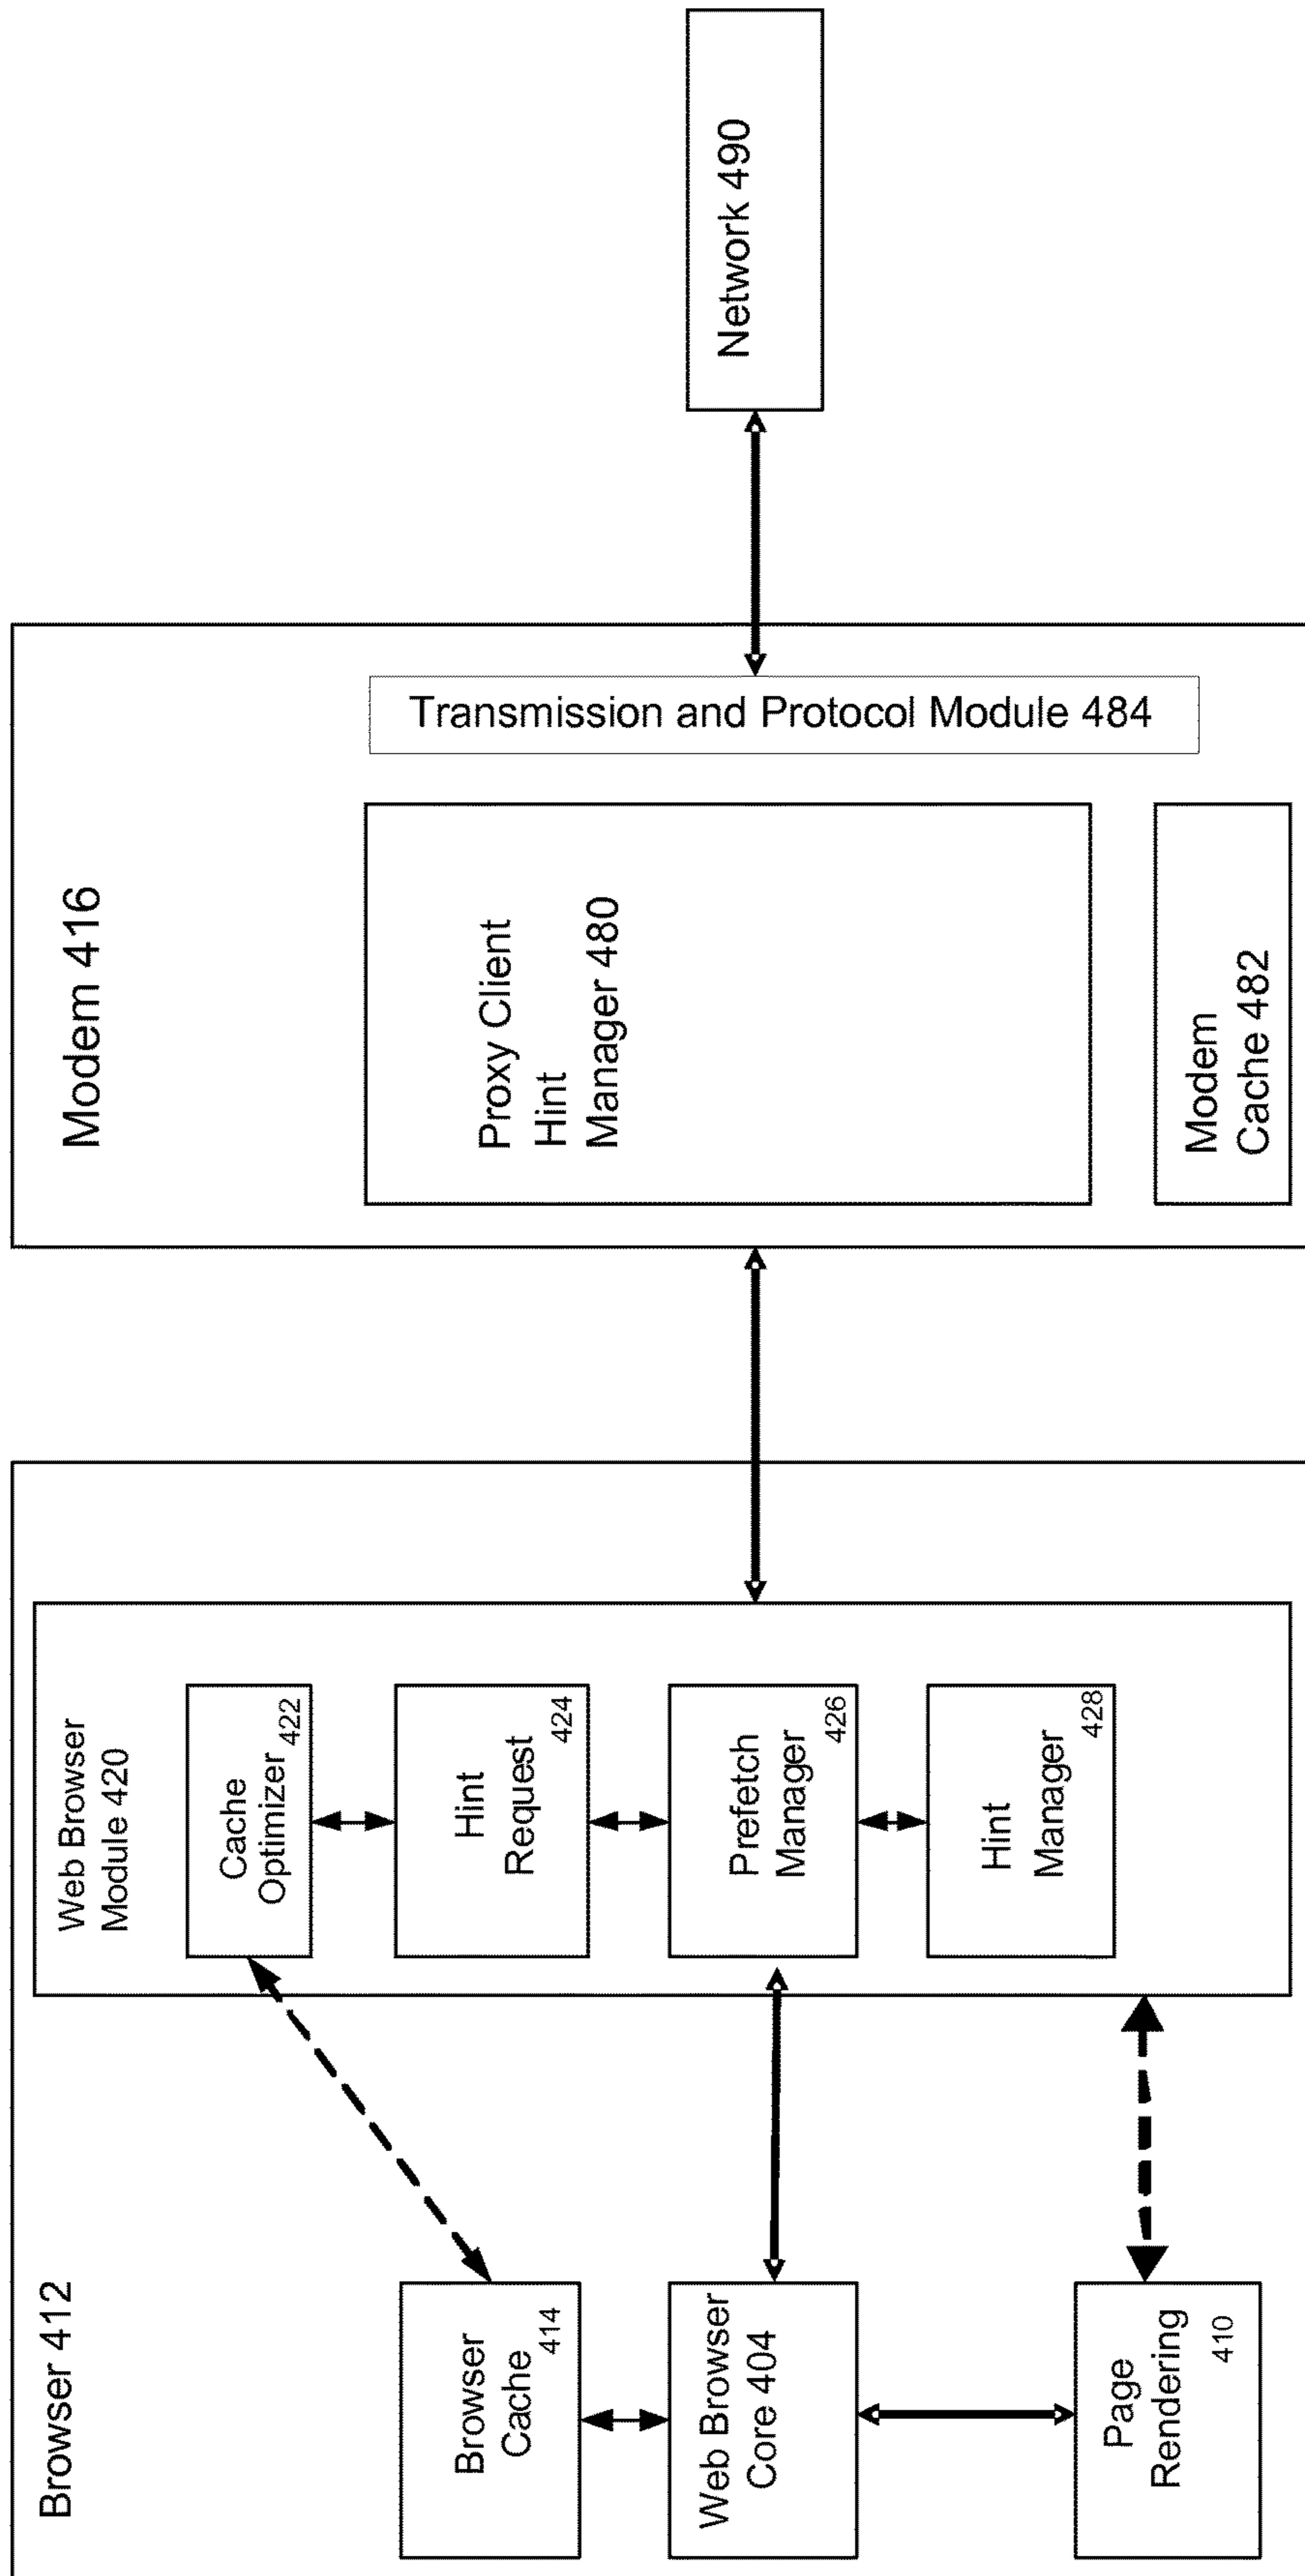 Browser 412
Browser
Cache
414
Web Browser
Core 404
Page
Rendering
410
Web Browser
Module 420
Cache
Optimizer
422
Hint
Request
424
Prefetch
Manager
426
Hint
Manager
428
Modem 416
Proxy Client
Hint
Manager 480
Modem
Cache 482
Transmission and Protocol Module 484
Network 490